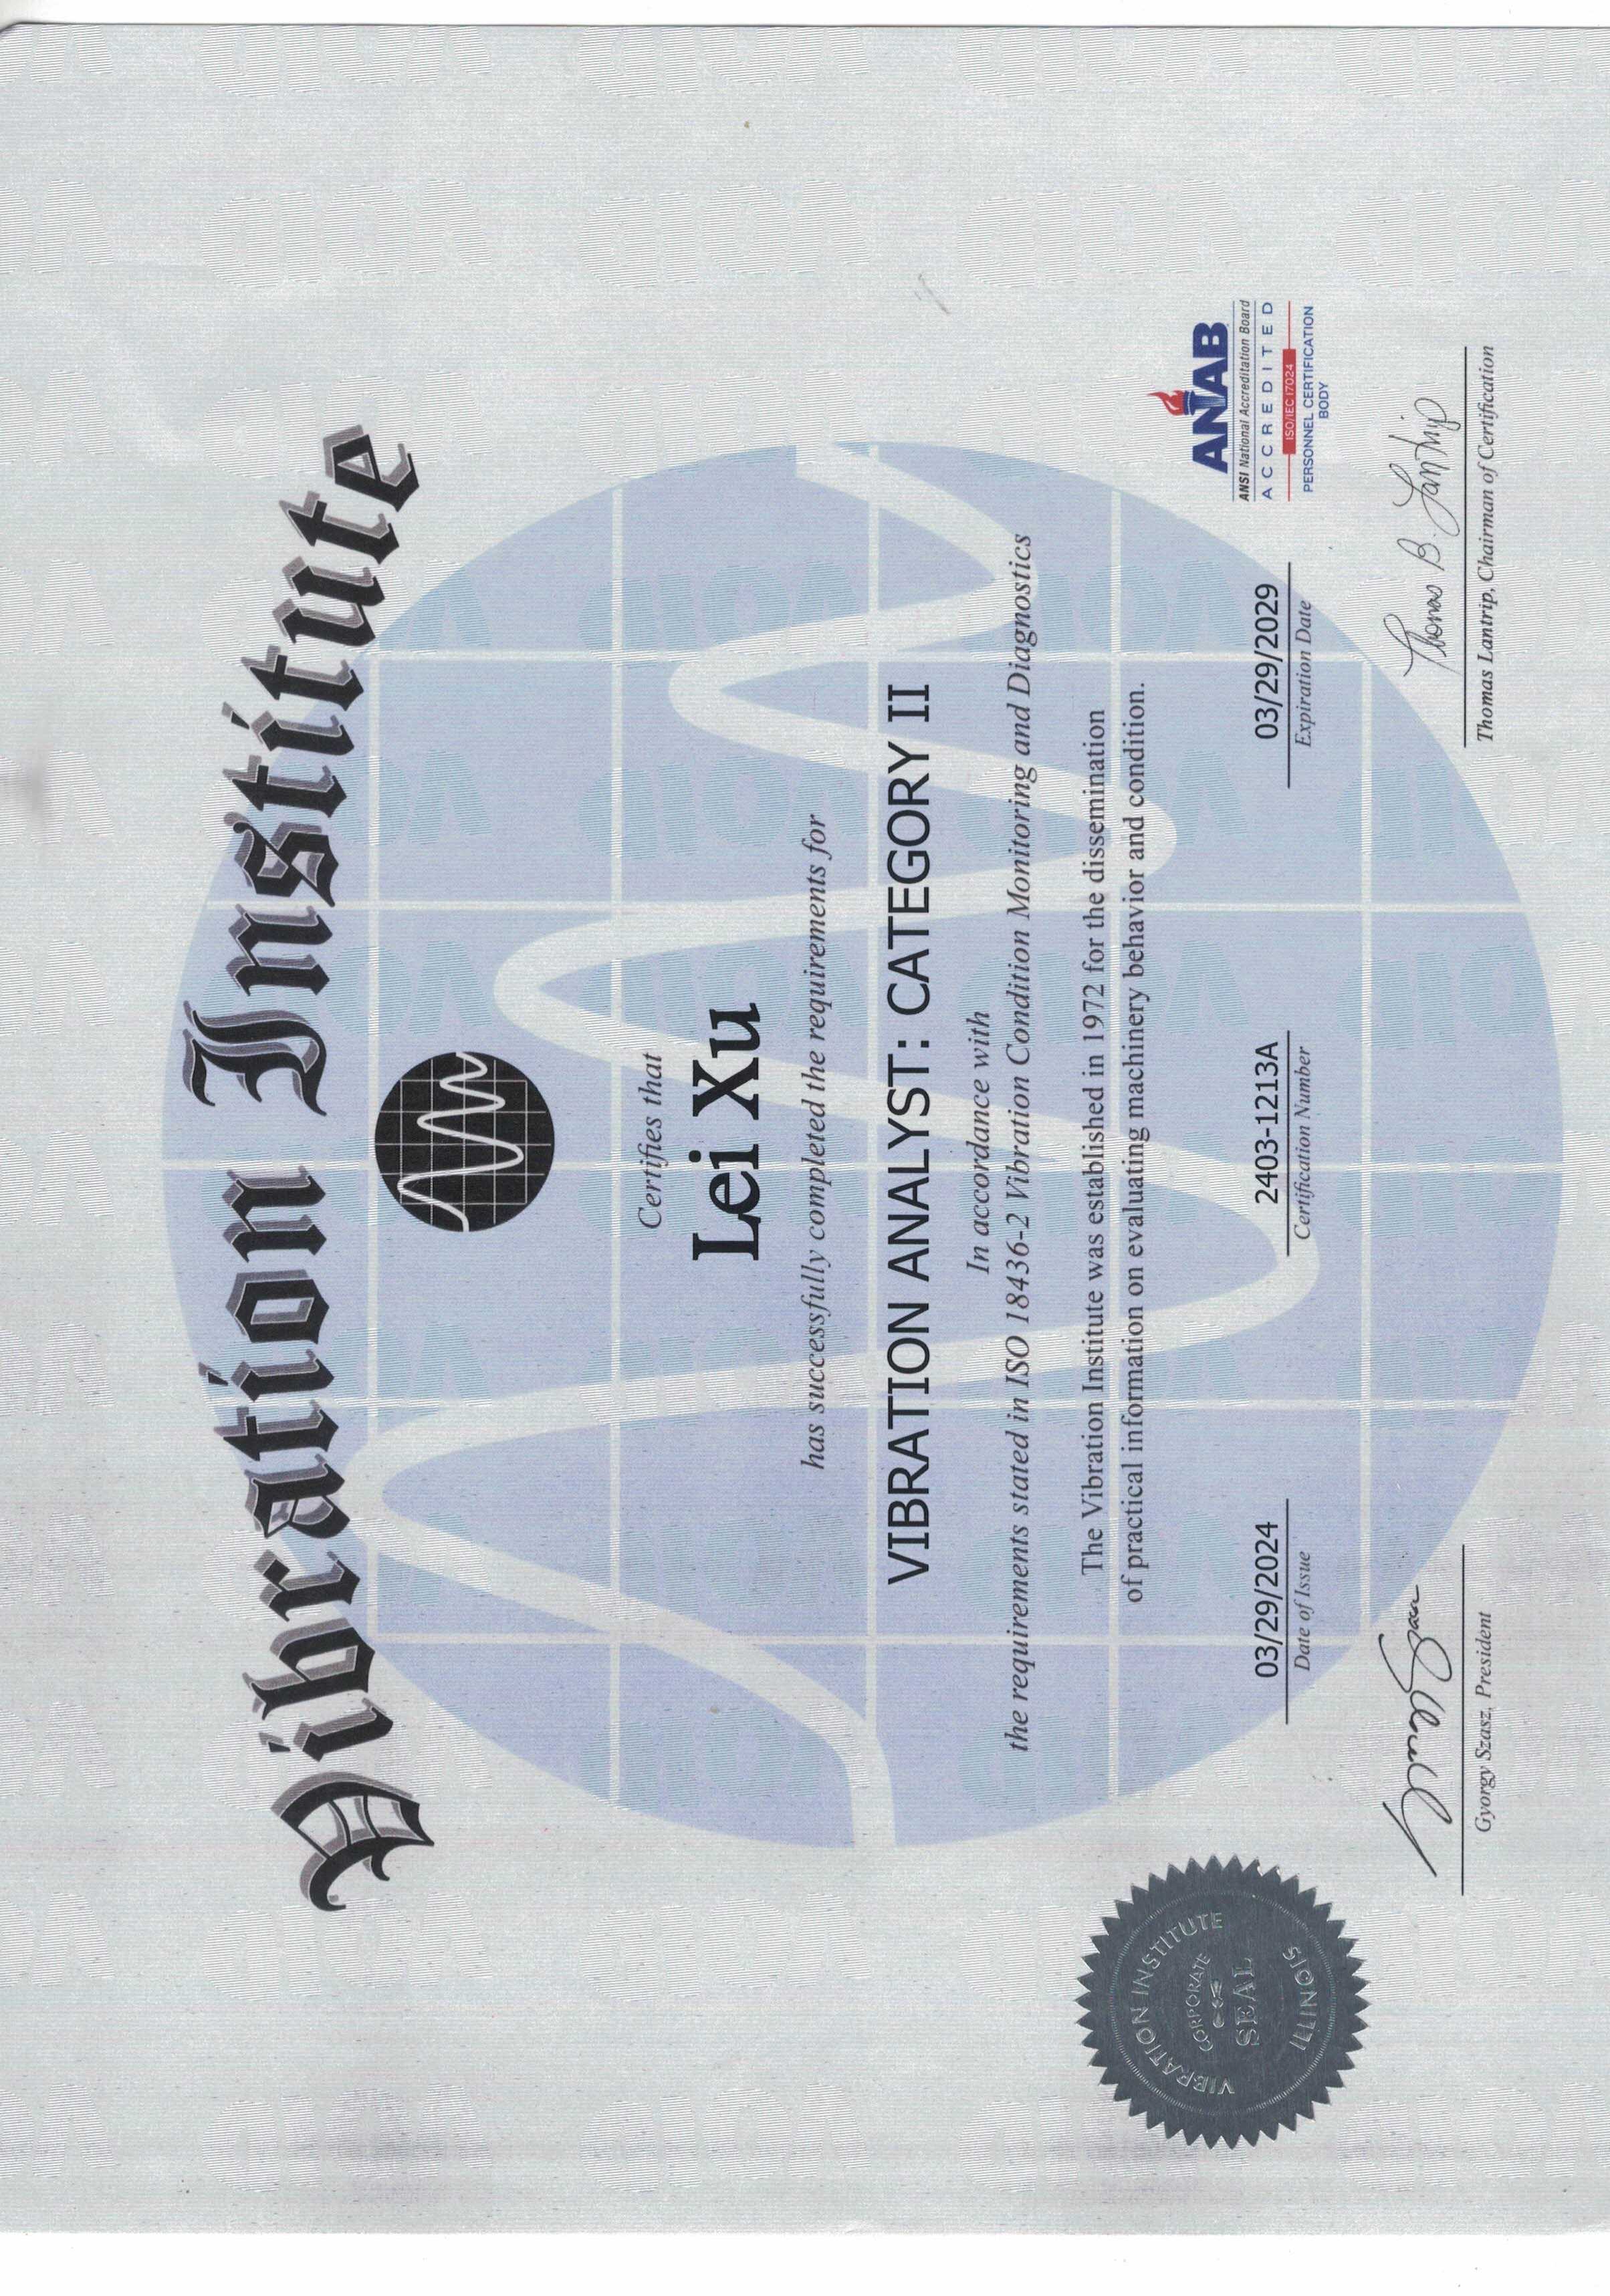 Vibration Institute
Certifies that
Lei Xu
has successfully completed the requirements for
VIBRATION ANALYST: CATEGORY II
In accordance with
the requirements stated in ISO 18436-2 Vibration Condition Monitoring and Diagnostics
The Vibration Institute was established in 1972 for the dissemination
of practical information on evaluating machinery behavior and condition.
03/29/2024
Date of Issue
2403-1213A
Certification Number
03/29/2029
Expiration Date
ANAB
ANSI National Accreditation Board
ACCREDITED
ISO/IEC 17024
PERSONNEL CERTIFICATION
BODY
VIBRATION INSTITUTE
CORPORATE
SEAL
ILLINOIS
Gyorgy Szasz, President
Thomas B. Lantrip
Thomas Lantrip, Chairman of Certification